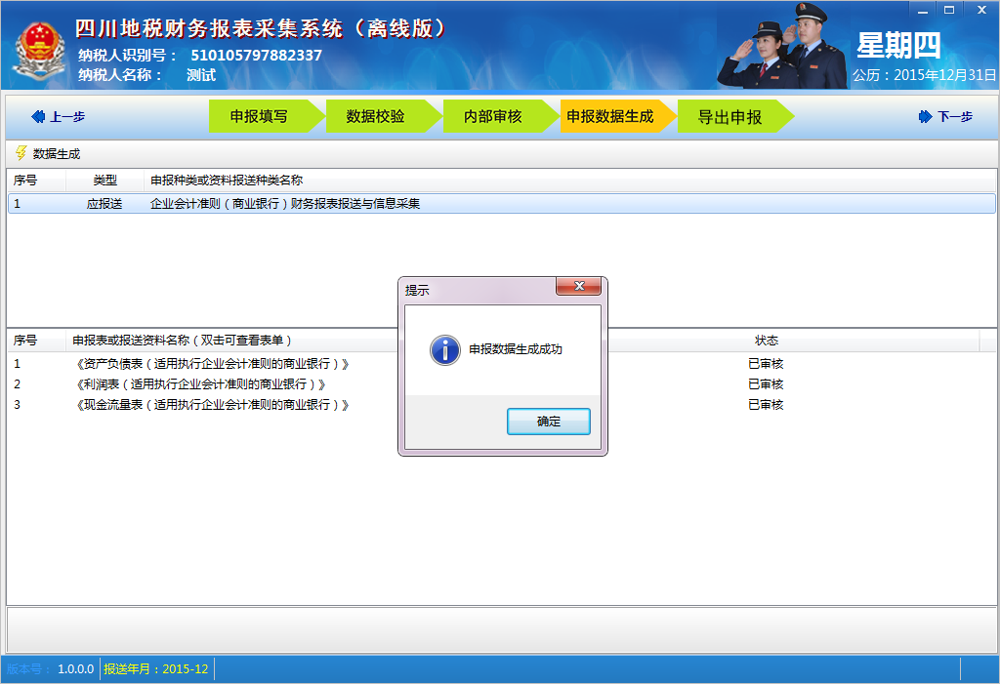 四川地税财务报表采集系统（离线版）
纳税人识别号： 510105797882337
纳税人名称： 测试
星期四
公历：2015年12月31日
上一步 申报填写 数据校验 内部审核 申报数据生成 导出申报 下一步
数据生成
序号 类型 申报种类或资料报送种类名称
1 应报送 企业会计准则（商业银行）财务报表报送与信息采集
提示
申报数据生成成功
确定
序号 申报表或报送资料名称（双击可查看表单） 状态
1 《资产负债表（适用执行企业会计准则的商业银行）》 已审核
2 《利润表（适用执行企业会计准则的商业银行）》 已审核
3 《现金流量表（适用执行企业会计准则的商业银行）》 已审核
版本号： 1.0.0.0 报送年月：2015-12